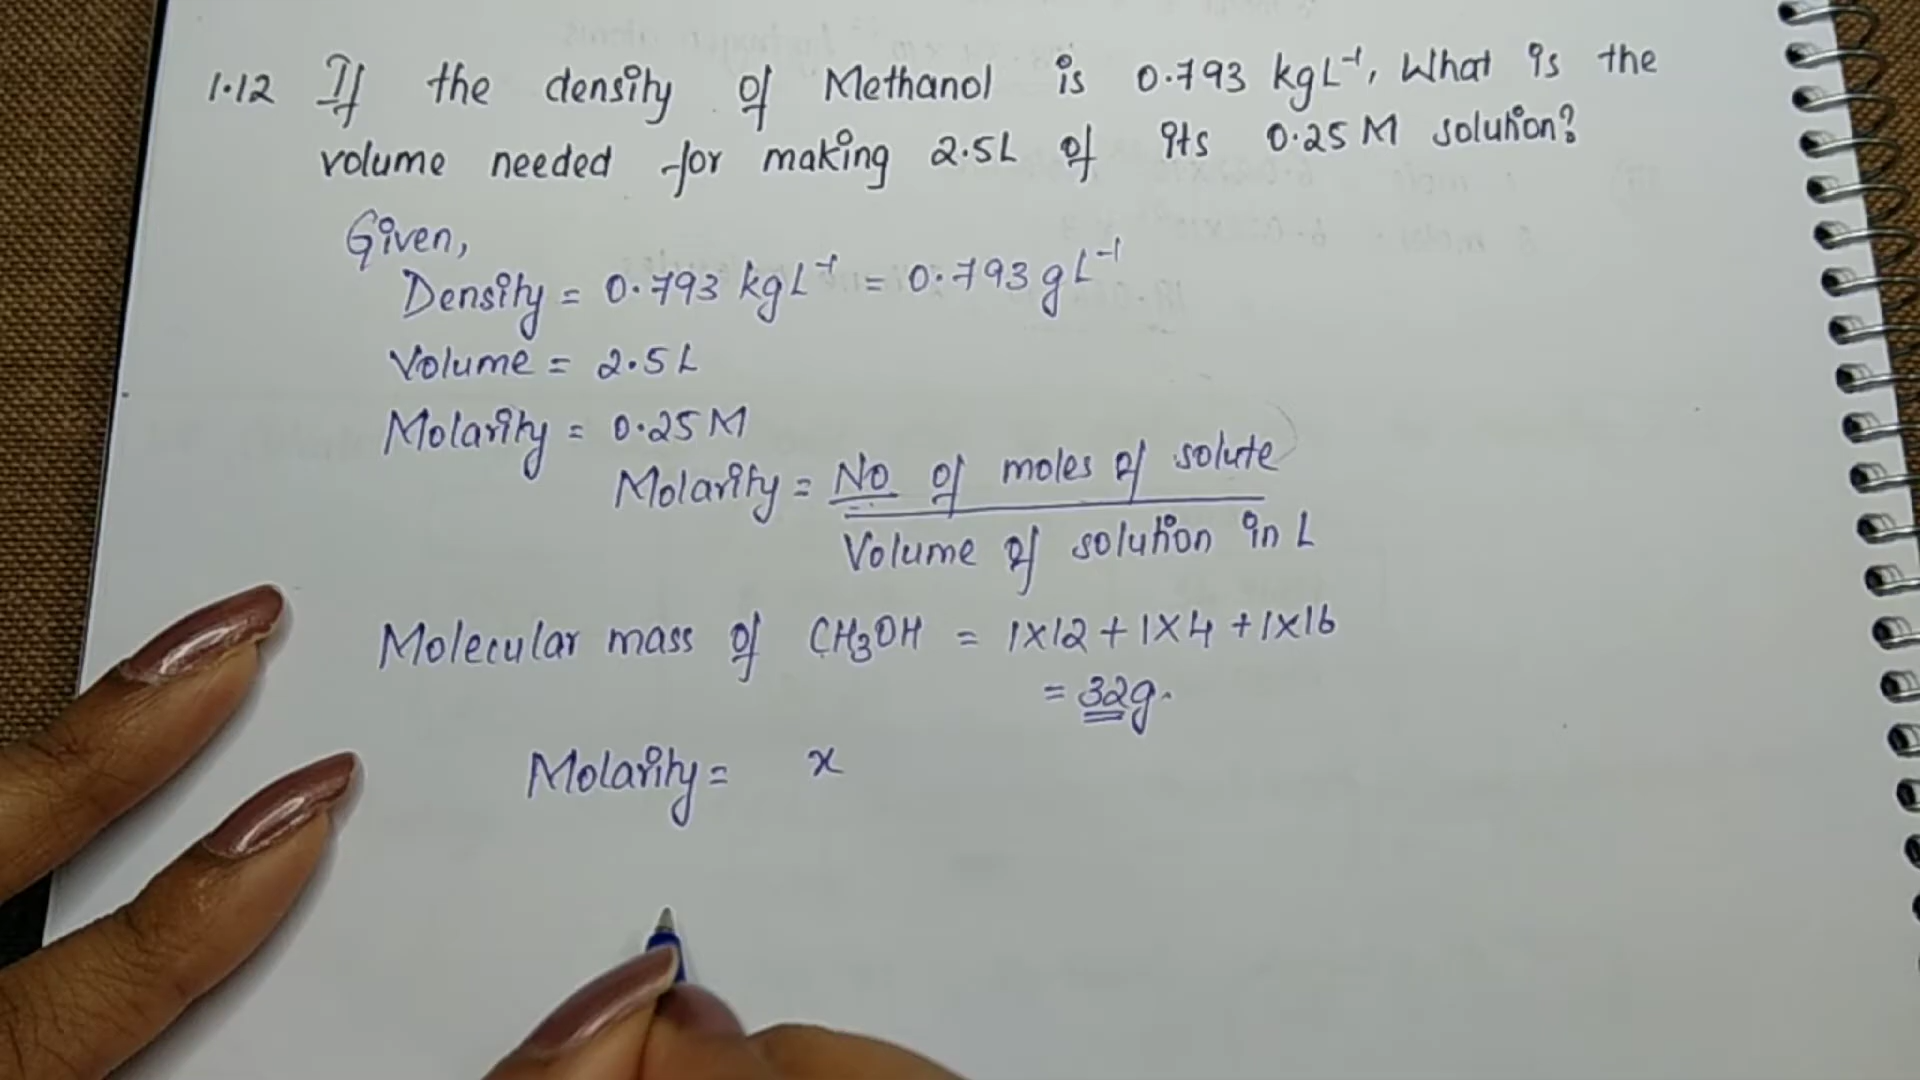 1.12 If the density of Methanol is 0.793 kgL⁻¹, What is the
volume needed for making 2.5L of its 0.25M solution?
Given,
Density = 0.793 kgL⁻¹ = 0.793 gL⁻¹
Volume = 2.5L
Molarity = 0.25M
Molarity = No of moles of solute
Volume of solution in L
Molecular mass of CH₃OH = 1×12 + 1×4 + 1×16
= 32g.
Molarity = x